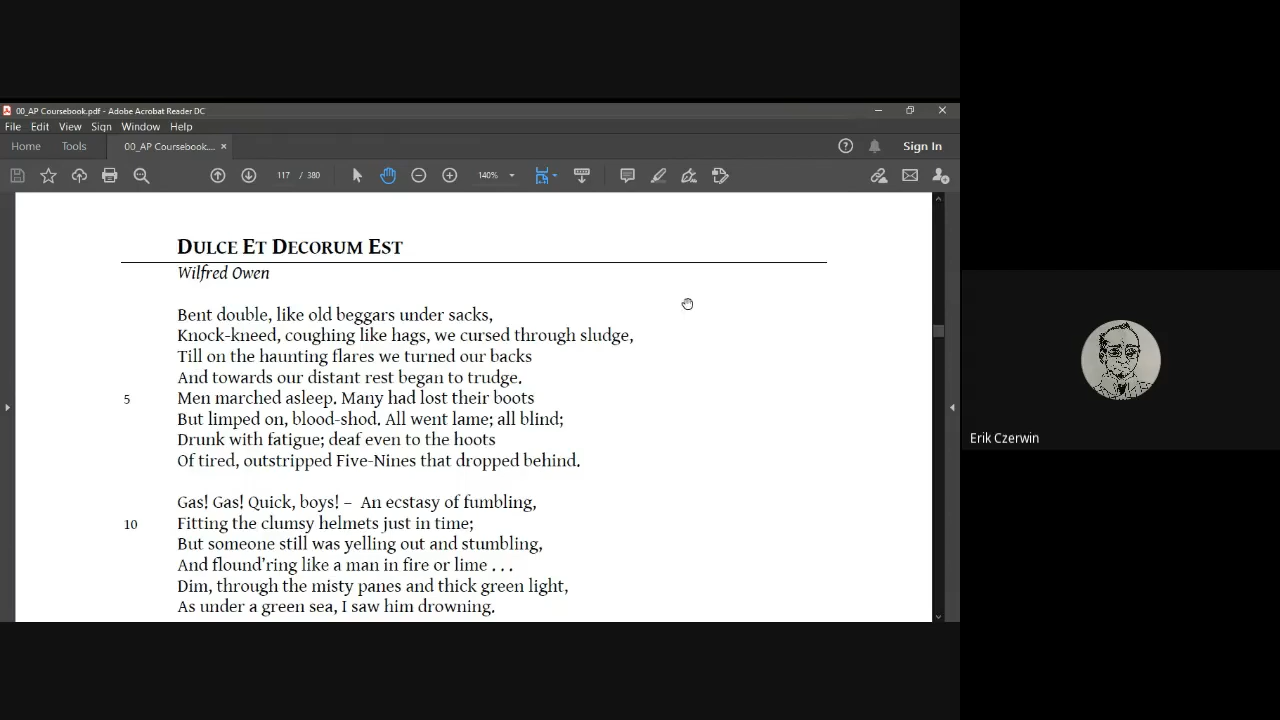 00_AP Coursebook.pdf - Adobe Acrobat Reader DC
File Edit View Sign Window Help
Home Tools 00_AP Coursebook.... × Sign In
117 / 380 140%
DULCE ET DECORUM EST
Wilfred Owen
Bent double, like old beggars under sacks,
Knock-kneed, coughing like hags, we cursed through sludge,
Till on the haunting flares we turned our backs
And towards our distant rest began to trudge.
5 Men marched asleep. Many had lost their boots
But limped on, blood-shod. All went lame; all blind;
Drunk with fatigue; deaf even to the hoots
Of tired, outstripped Five-Nines that dropped behind.
Gas! Gas! Quick, boys! – An ecstasy of fumbling,
10 Fitting the clumsy helmets just in time;
But someone still was yelling out and stumbling,
And flound’ring like a man in fire or lime . . .
Dim, through the misty panes and thick green light,
As under a green sea, I saw him drowning.
Erik Czerwin